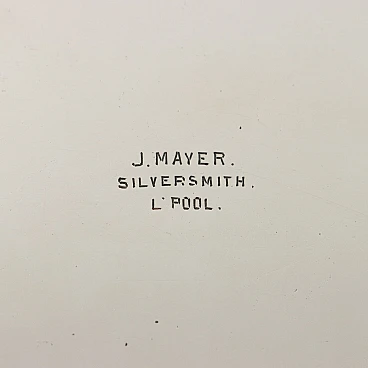 J. MAYER.
SILVERSMITH.
L'POOL.